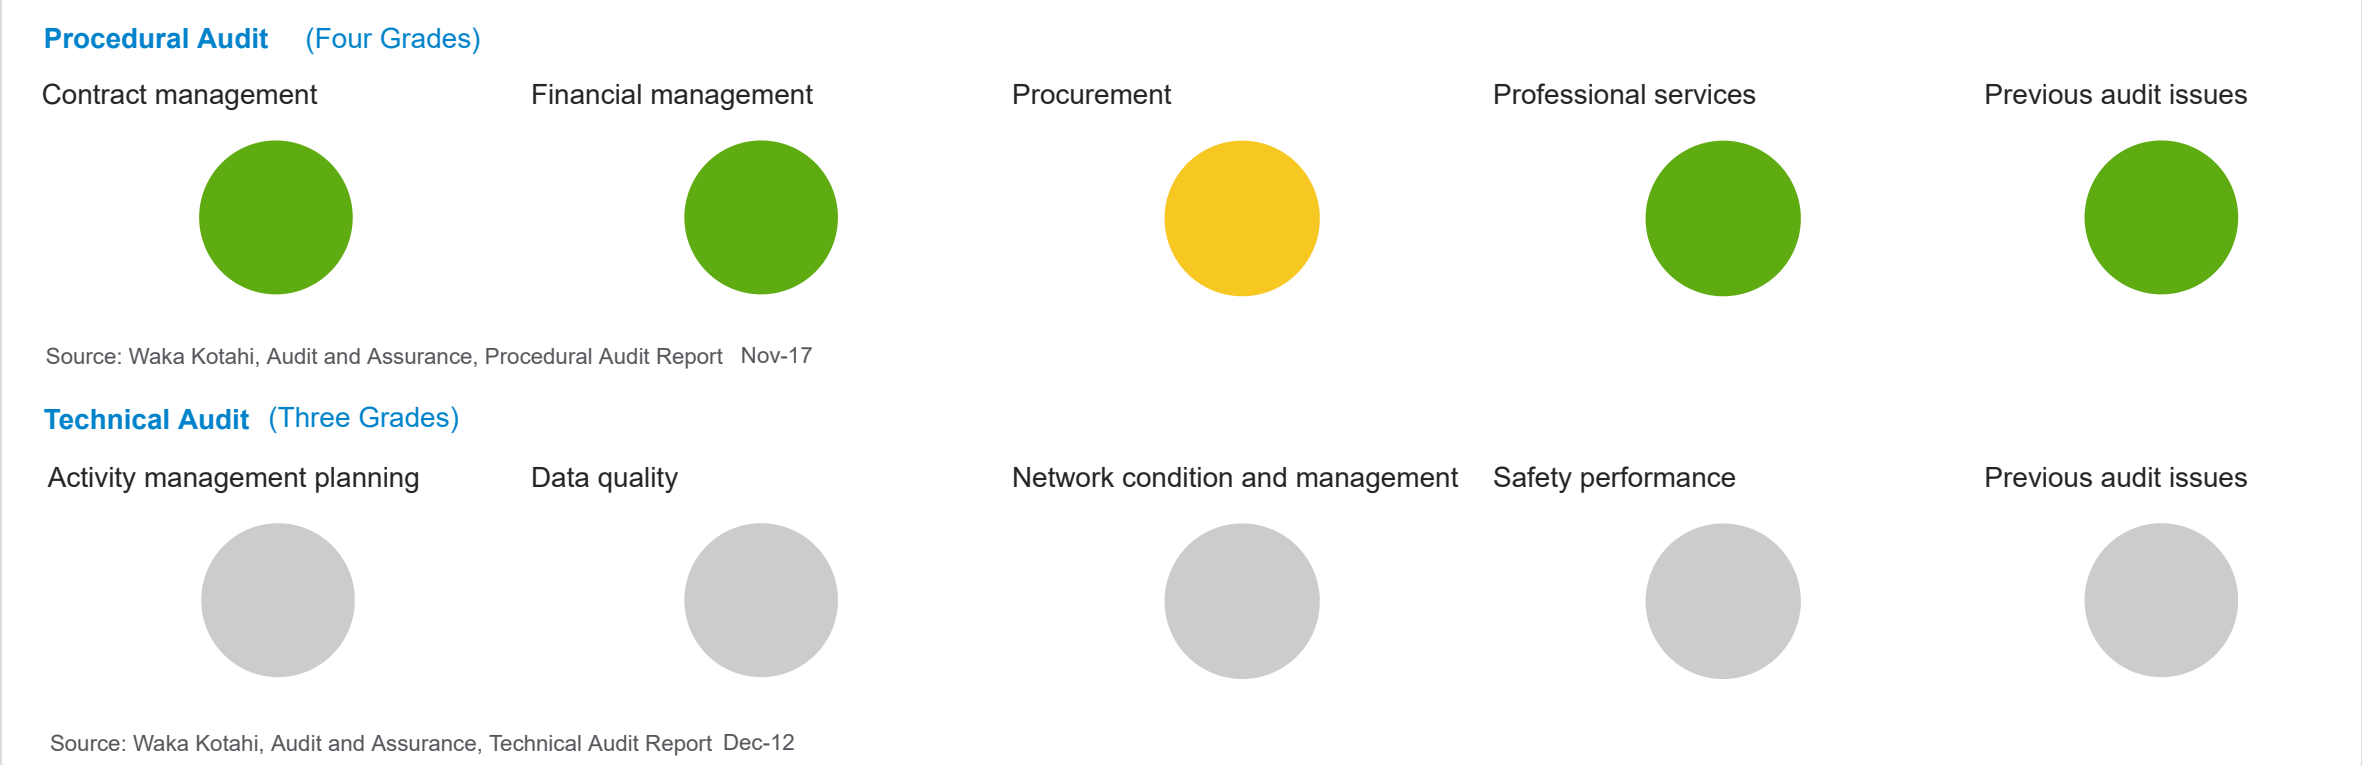 Procedural Audit (Four Grades)
Contract management
Financial management
Procurement
Professional services
Previous audit issues
Source: Waka Kotahi, Audit and Assurance, Procedural Audit Report Nov-17
Technical Audit (Three Grades)
Activity management planning
Data quality
Network condition and management
Safety performance
Previous audit issues
Source: Waka Kotahi, Audit and Assurance, Technical Audit Report Dec-12